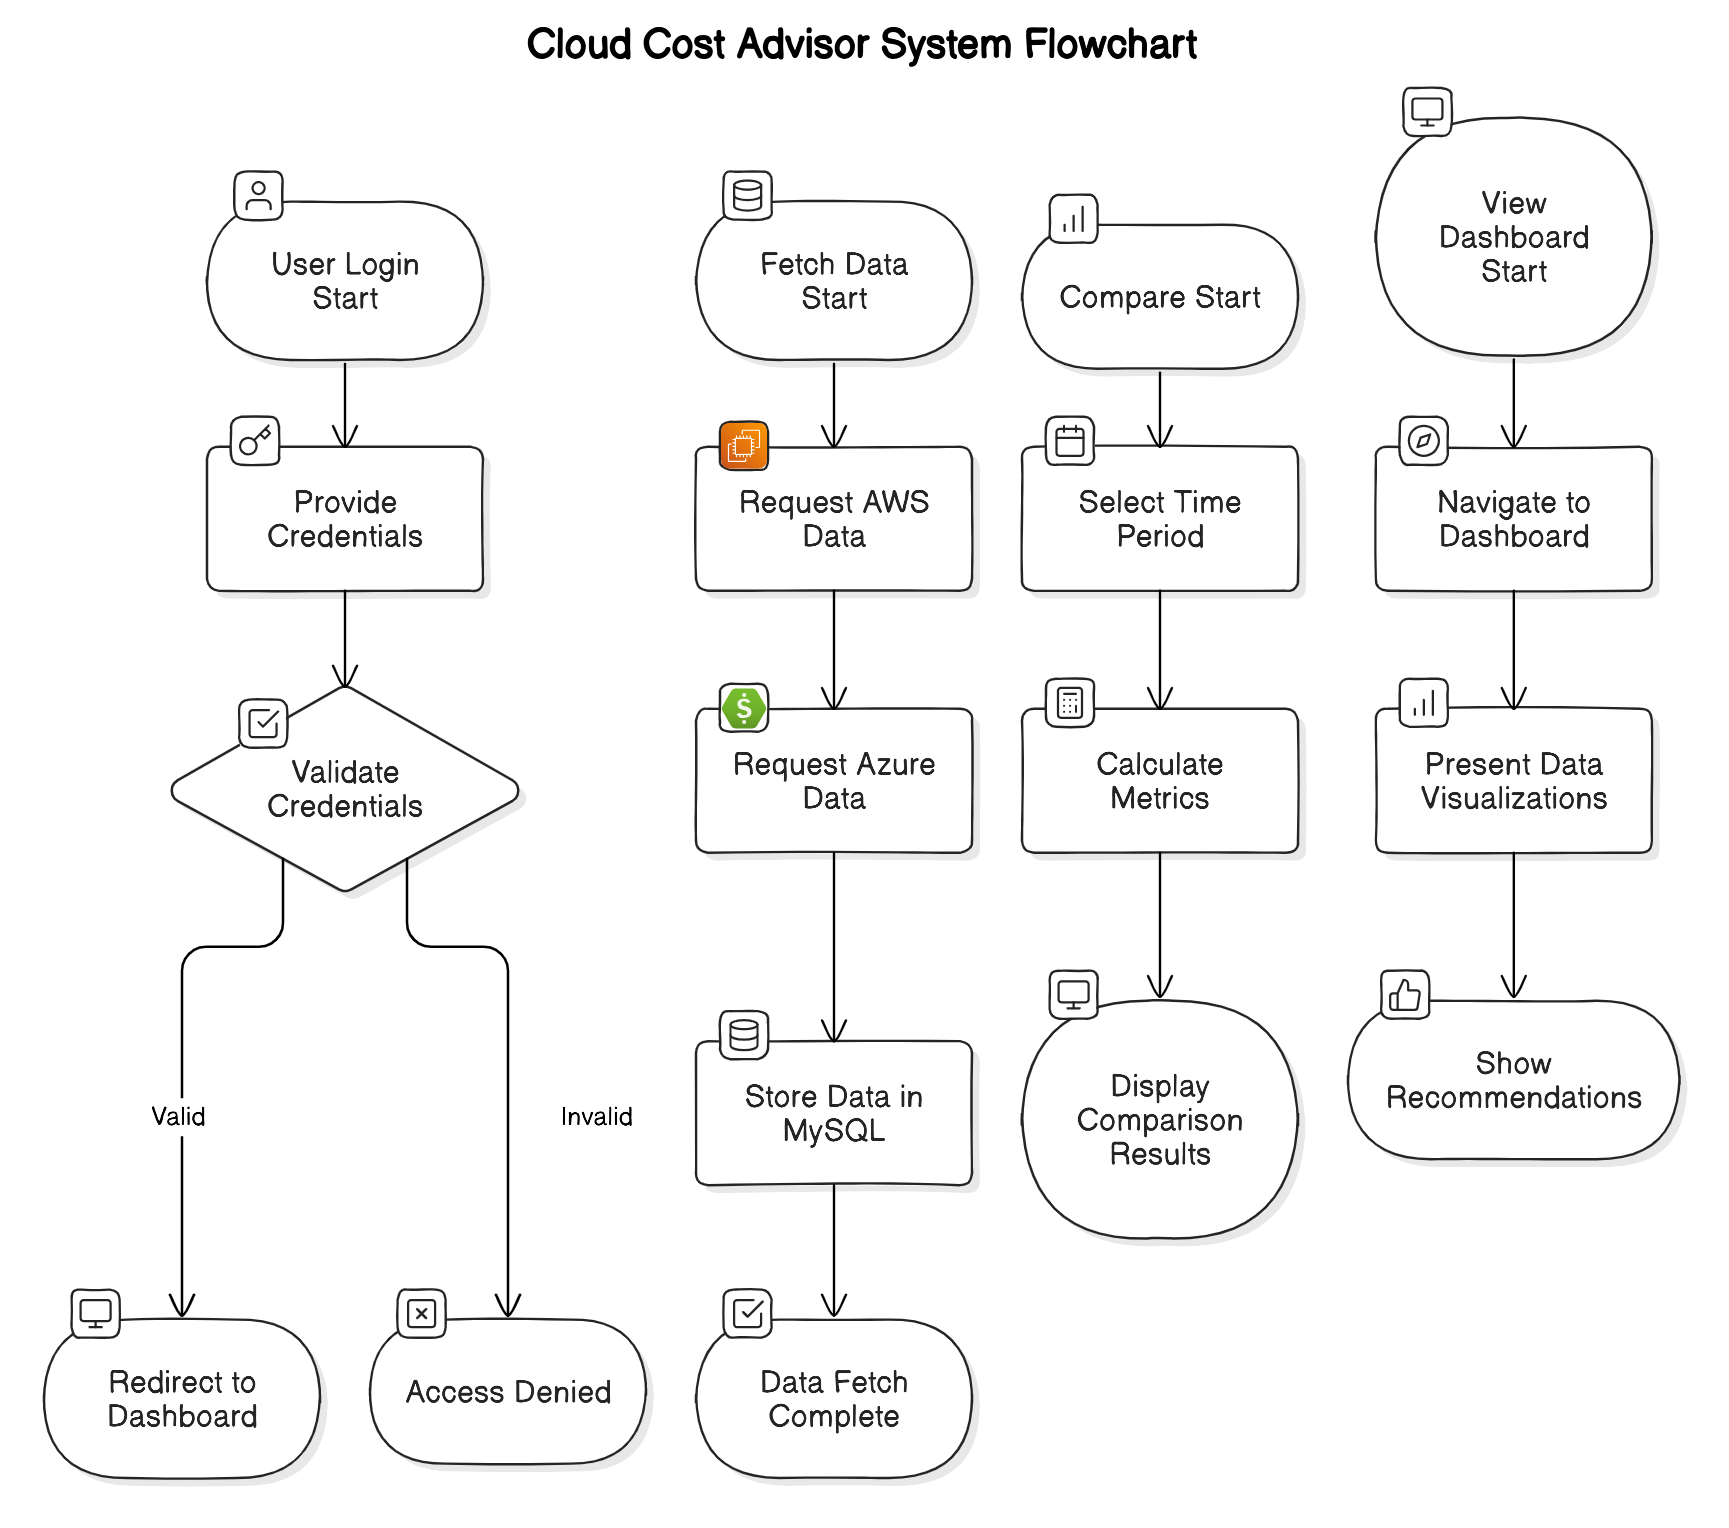 Cloud Cost Advisor System Flowchart
User Login
Start
Provide
Credentials
Validate
Credentials
Valid
Invalid
Redirect to
Dashboard
Access Denied
Fetch Data
Start
Request AWS
Data
$
Request Azure
Data
Store Data in
MySQL
Data Fetch
Complete
Compare Start
Select Time
Period
Calculate
Metrics
Display
Comparison
Results
View
Dashboard
Start
Navigate to
Dashboard
Present Data
Visualizations
Show
Recommendations